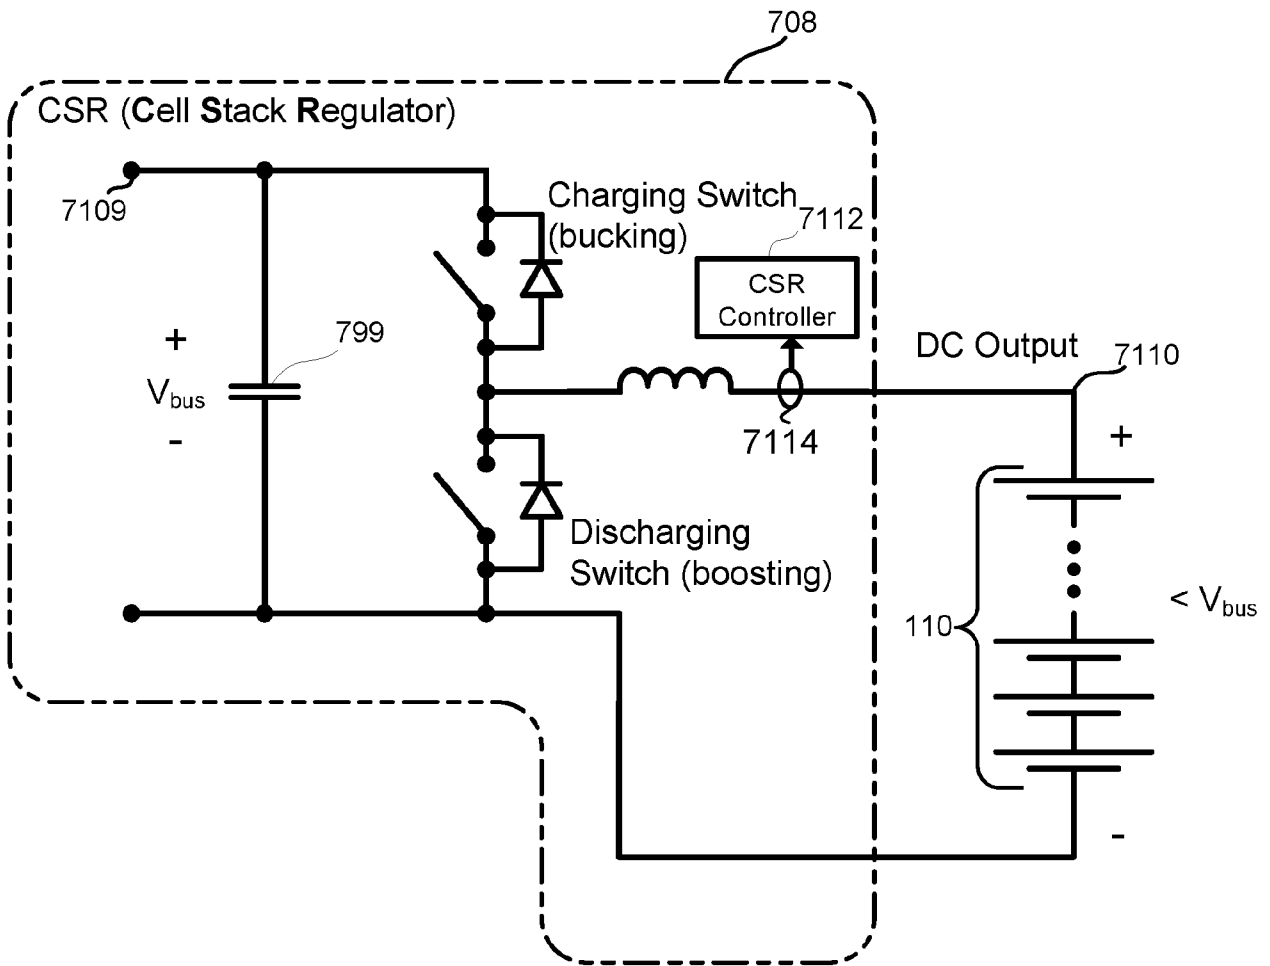 708
CSR (Cell Stack Regulator)
7109
Charging Switch
(bucking)
7112
CSR
Controller
+
Vbus
-
799
DC Output
7110
7114
+
Discharging
Switch (boosting)
110
< Vbus
-